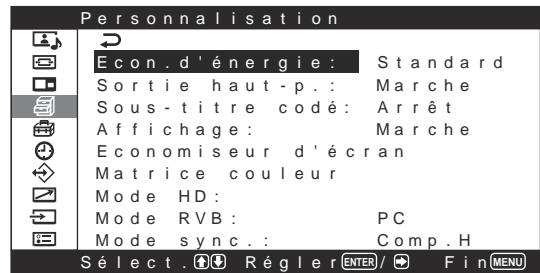 Personnalisation
Econ.d'énergie: Standard
Sortie haut-p.: Marche
Sous-titre codé: Arrêt
Affichage: Marche
Economiseur d'écran
Matrice couleur
Mode HD:
Mode RVB: PC
Mode sync.: Comp.H
Sélect. Régler ENTER / Fin MENU